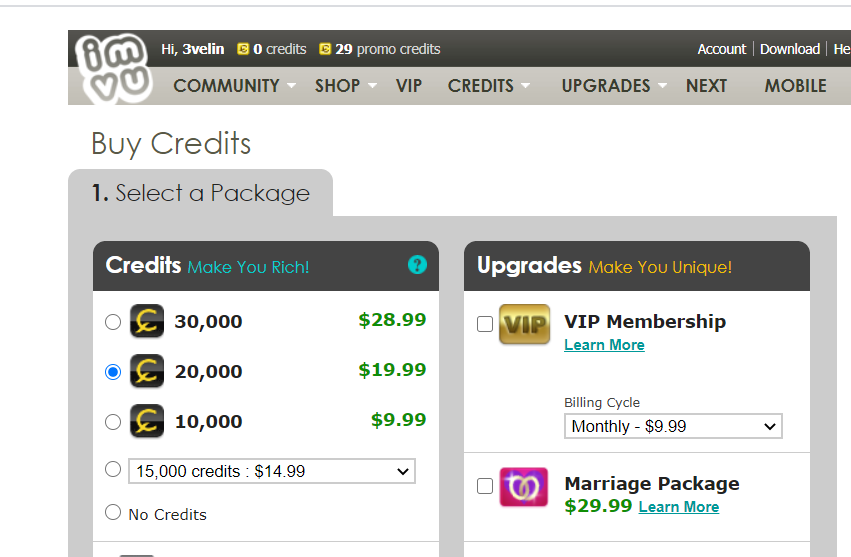 imvu
Hi, 3velin 0 credits 29 promo credits Account Download He
COMMUNITY SHOP VIP CREDITS UPGRADES NEXT MOBILE
Buy Credits
1. Select a Package
Credits Make You Rich! ?
30,000 $28.99
20,000 $19.99
10,000 $9.99
15,000 credits : $14.99
No Credits
Upgrades Make You Unique!
VIP VIP Membership
Learn More
Billing Cycle
Monthly - $9.99
Marriage Package
$29.99 Learn More